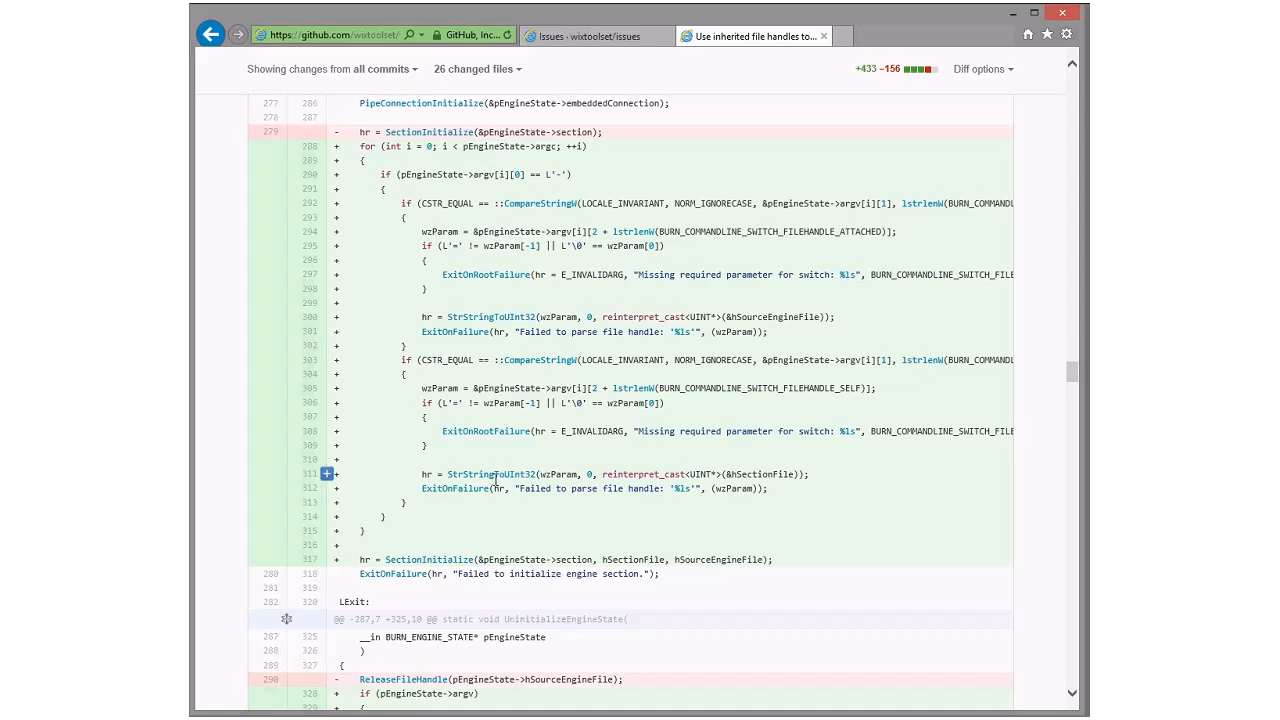 https://github.com/wixtoolset/ GitHub, Inc... Issues · wixtoolset/issues Use inherited file handles to...
Showing changes from all commits 26 changed files +433 −156 Diff options
277 286 PipeConnectionInitialize(&pEngineState->embeddedConnection);
278 287
279 - hr = SectionInitialize(&pEngineState->section);
288 + for (int i = 0; i < pEngineState->argc; ++i)
289 + {
290 + if (pEngineState->argv[i][0] == L'-')
291 + {
292 + if (CSTR_EQUAL == ::CompareStringW(LOCALE_INVARIANT, NORM_IGNORECASE, &pEngineState->argv[i][1], lstrlenW(BURN_COMMANDL
293 + {
294 + wzParam = &pEngineState->argv[i][2 + lstrlenW(BURN_COMMANDLINE_SWITCH_FILEHANDLE_ATTACHED)];
295 + if (L'=' != wzParam[-1] || L'\0' == wzParam[0])
296 + {
297 + ExitOnRootFailure(hr = E_INVALIDARG, "Missing required parameter for switch: %ls", BURN_COMMANDLINE_SWITCH_FILE
298 + }
299 +
300 + hr = StrStringToUInt32(wzParam, 0, reinterpret_cast<UINT*>(&hSourceEngineFile));
301 + ExitOnFailure(hr, "Failed to parse file handle: '%ls'", (wzParam));
302 + }
303 + if (CSTR_EQUAL == ::CompareStringW(LOCALE_INVARIANT, NORM_IGNORECASE, &pEngineState->argv[i][1], lstrlenW(BURN_COMMANDL
304 + {
305 + wzParam = &pEngineState->argv[i][2 + lstrlenW(BURN_COMMANDLINE_SWITCH_FILEHANDLE_SELF)];
306 + if (L'=' != wzParam[-1] || L'\0' == wzParam[0])
307 + {
308 + ExitOnRootFailure(hr = E_INVALIDARG, "Missing required parameter for switch: %ls", BURN_COMMANDLINE_SWITCH_FILE
309 + }
310 +
311 + hr = StrStringToUInt32(wzParam, 0, reinterpret_cast<UINT*>(&hSectionFile));
312 + ExitOnFailure(hr, "Failed to parse file handle: '%ls'", (wzParam));
313 + }
314 + }
315 + }
316 +
317 + hr = SectionInitialize(&pEngineState->section, hSectionFile, hSourceEngineFile);
280 318 ExitOnFailure(hr, "Failed to initialize engine section.");
281 319
282 320 LExit:
@@ -287,7 +325,10 @@ static void UninitializeEngineState(
287 325 __in BURN_ENGINE_STATE* pEngineState
288 326 )
289 327 {
290 - ReleaseFileHandle(pEngineState->hSourceEngineFile);
328 + if (pEngineState->argv)
329 + {